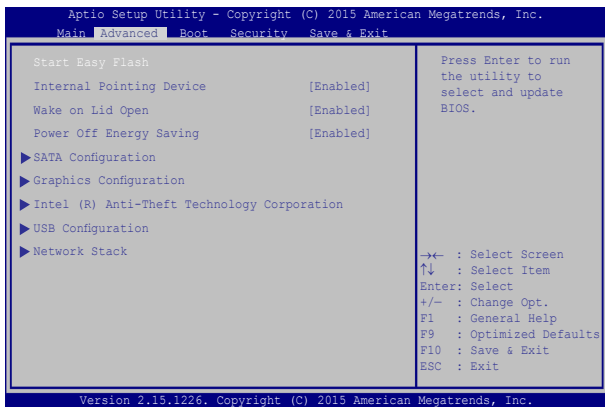 Aptio Setup Utility - Copyright (C) 2015 American Megatrends, Inc.
Main Advanced Boot Security Save & Exit
Start Easy Flash
Internal Pointing Device [Enabled]
Wake on Lid Open [Enabled]
Power Off Energy Saving [Enabled]
SATA Configuration
Graphics Configuration
Intel (R) Anti-Theft Technology Corporation
USB Configuration
Network Stack
Press Enter to run
the utility to
select and update
BIOS.
→← : Select Screen
↑↓ : Select Item
Enter: Select
+/— : Change Opt.
F1 : General Help
F9 : Optimized Defaults
F10 : Save & Exit
ESC : Exit
Version 2.15.1226. Copyright (C) 2015 American Megatrends, Inc.